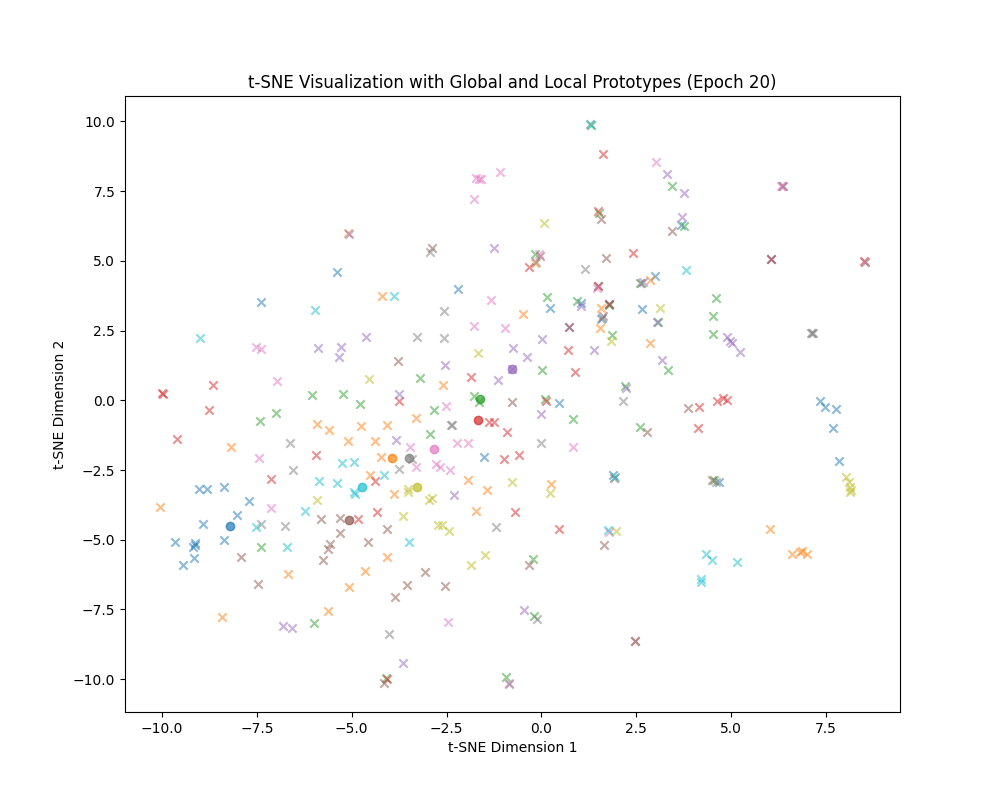 t-SNE Visualization with Global and Local Prototypes (Epoch 20)
10.0
7.5
5.0
2.5
0.0
−2.5
−5.0
−7.5
−10.0
t-SNE Dimension 2
−10.0 −7.5 −5.0 −2.5 0.0 2.5 5.0 7.5
t-SNE Dimension 1